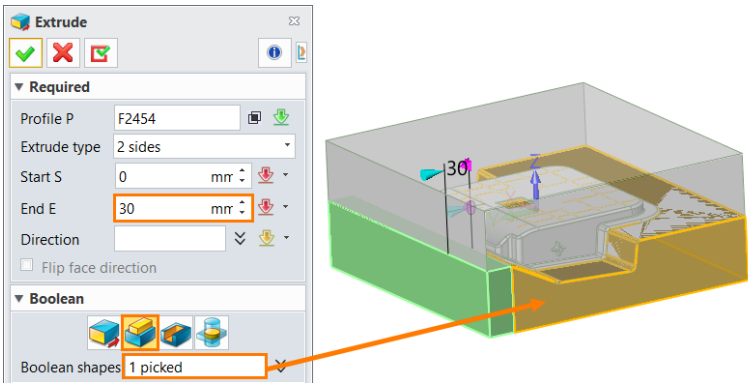 Extrude
Required
Profile P F2454
Extrude type 2 sides
Start S 0 mm
End E 30 mm
Direction
Flip face direction
Boolean
Boolean shapes 1 picked
30
Z